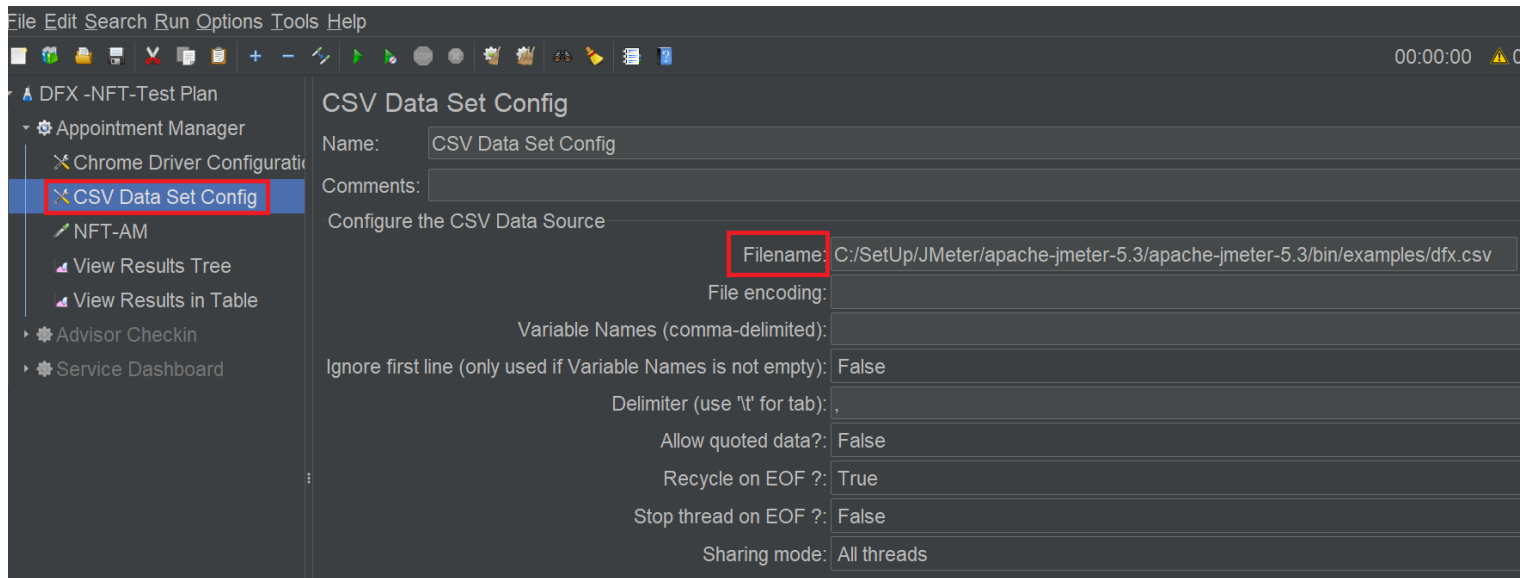 File Edit Search Run Options Tools Help
00:00:00 0
DFX -NFT-Test Plan
Appointment Manager
Chrome Driver Configuratio
CSV Data Set Config
NFT-AM
View Results Tree
View Results in Table
Advisor Checkin
Service Dashboard
CSV Data Set Config
Name: CSV Data Set Config
Comments:
Configure the CSV Data Source
Filename: C:/SetUp/JMeter/apache-jmeter-5.3/apache-jmeter-5.3/bin/examples/dfx.csv
File encoding:
Variable Names (comma-delimited):
Ignore first line (only used if Variable Names is not empty): False
Delimiter (use '\t' for tab): ,
Allow quoted data?: False
Recycle on EOF ?: True
Stop thread on EOF ?: False
Sharing mode: All threads